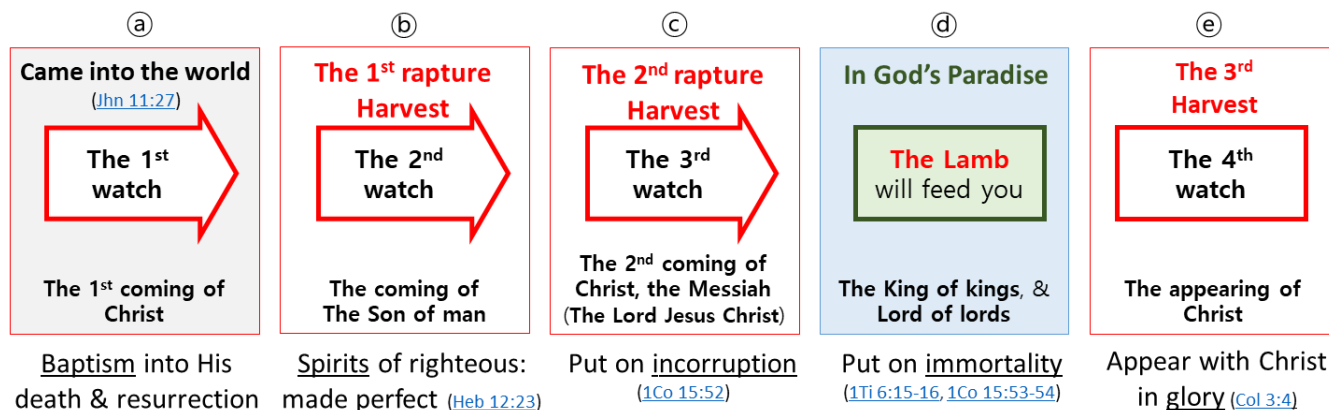 ⓐ
Came into the world
(Jhn 11:27)
The 1st
watch
The 1st coming of
Christ
Baptism into His
death & resurrection
ⓑ
The 1st rapture
Harvest
The 2nd
watch
The coming of
The Son of man
Spirits of righteous:
made perfect (Heb 12:23)
ⓒ
The 2nd rapture
Harvest
The 3rd
watch
The 2nd coming of
Christ, the Messiah
(The Lord Jesus Christ)
Put on incorruption
(1Co 15:52)
ⓓ
In God’s Paradise
The Lamb
will feed you
The King of kings, &
Lord of lords
Put on immortality
(1Ti 6:15-16, 1Co 15:53-54)
ⓔ
The 3rd
Harvest
The 4th
watch
The appearing of
Christ
Appear with Christ
in glory (Col 3:4)